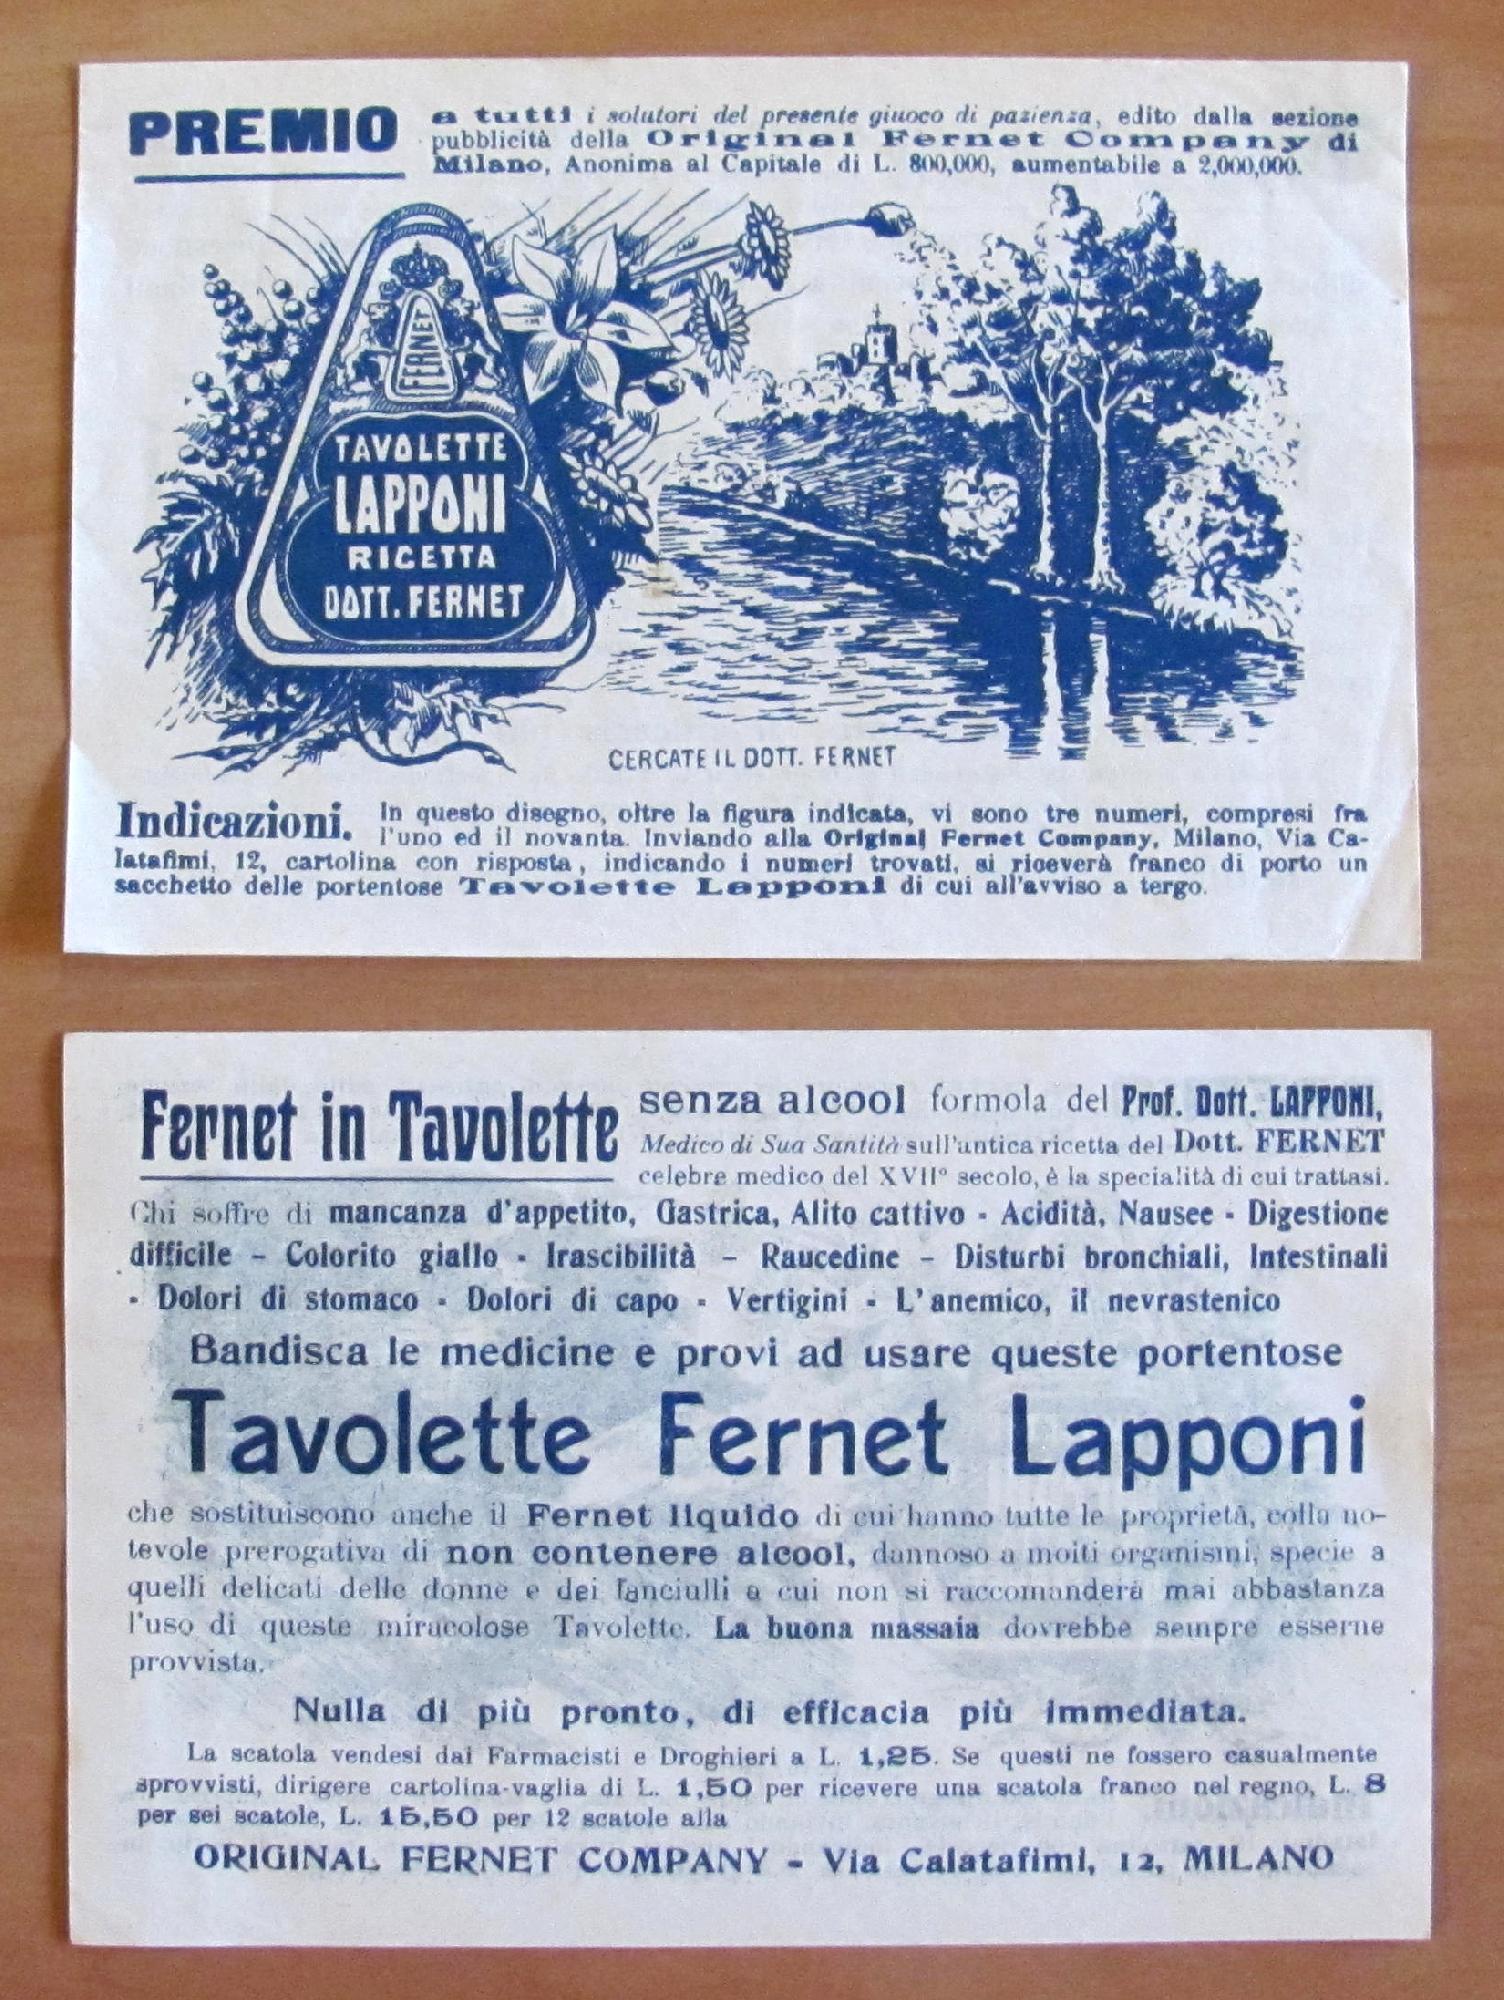 PREMIO
a tutti i solutori del presente giuoco di pazienza, edito dalla sezione
pubblicità della Original Fernet Company di
Milano, Anonima al Capitale di L. 800,000, aumentabile a 2,000,000.
FERNET
TAVOLETTE
LAPPONI
RICETTA
DOTT. FERNET
CERCATE IL DOTT. FERNET
Indicazioni. In questo disegno, oltre la figura indicata, vi sono tre numeri, compresi fra
l'uno ed il novanta. Inviando alla Original Fernet Company, Milano, Via Ca-
latafimi, 12, cartolina con risposta, indicando i numeri trovati, si riceverà franco di porto un
sacchetto delle portentose Tavolette Lapponi di cui all'avviso a tergo.
Fernet in Tavolette
senza alcool formola del Prof. Dott. LAPPONI,
Medico di Sua Santità sull'antica ricetta del Dott. FERNET
celebre medico del XVII° secolo, è la specialità di cui trattasi.
Chi soffre di mancanza d'appetito, Gastrica, Alito cattivo - Acidità, Nausee - Digestione
difficile - Colorito giallo - Irascibilità - Raucedine - Disturbi bronchiali, Intestinali
- Dolori di stomaco - Dolori di capo - Vertigini - L'anemico, il nevrastenico
Bandisca le medicine e provi ad usare queste portentose
Tavolette Fernet Lapponi
che sostituiscono anche il Fernet liquido di cui hanno tutte le proprietà, colla no-
tevole prerogativa di non contenere alcool, dannoso a molti organismi, specie a
quelli delicati delle donne e dei fanciulli a cui non si raccomanderà mai abbastanza
l'uso di queste miracolose Tavolette. La buona massaia dovrebbe sempre esserne
provvista.
Nulla di più pronto, di efficacia più immediata.
La scatola vendesi dai Farmacisti e Droghieri a L. 1,25. Se questi ne fossero casualmente
sprovvisti, dirigere cartolina-vaglia di L. 1,50 per ricevere una scatola franco nel regno, L. 8
per sei scatole, L. 15,50 per 12 scatole alla
ORIGINAL FERNET COMPANY - Via Calatafimi, 12, MILANO